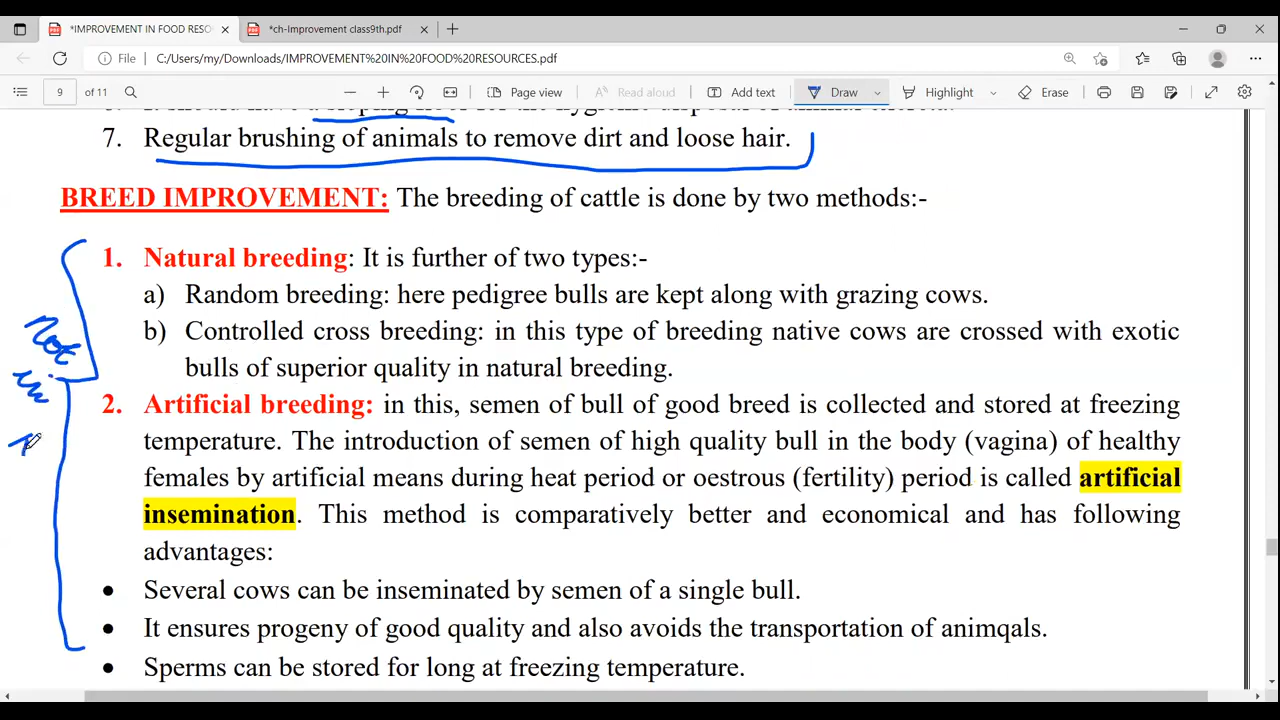 *IMPROVEMENT IN FOOD RESO
*ch-Improvement class9th.pdf
File
C:/Users/my/Downloads/IMPROVEMENT%20IN%20FOOD%20RESOURCES.pdf
9 of 11
Page view
Read aloud
Add text
Draw
Highlight
Erase
7. Regular brushing of animals to remove dirt and loose hair.
BREED IMPROVEMENT: The breeding of cattle is done by two methods:-
1. Natural breeding: It is further of two types:-
a) Random breeding: here pedigree bulls are kept along with grazing cows.
b) Controlled cross breeding: in this type of breeding native cows are crossed with exotic
bulls of superior quality in natural breeding.
Not
in
2. Artificial breeding: in this, semen of bull of good breed is collected and stored at freezing
temperature. The introduction of semen of high quality bull in the body (vagina) of healthy
females by artificial means during heat period or oestrous (fertility) period is called artificial
insemination. This method is comparatively better and economical and has following
advantages:
• Several cows can be inseminated by semen of a single bull.
• It ensures progeny of good quality and also avoids the transportation of animqals.
• Sperms can be stored for long at freezing temperature.